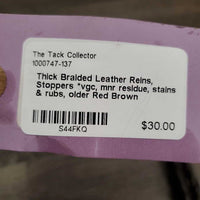 The Tack Collector
1000747-137
Thick Braided Leather Reins,
Stoppers *vgc, mnr residue, stains
& rubs, older Red Brown
S44FKQ
$30.00